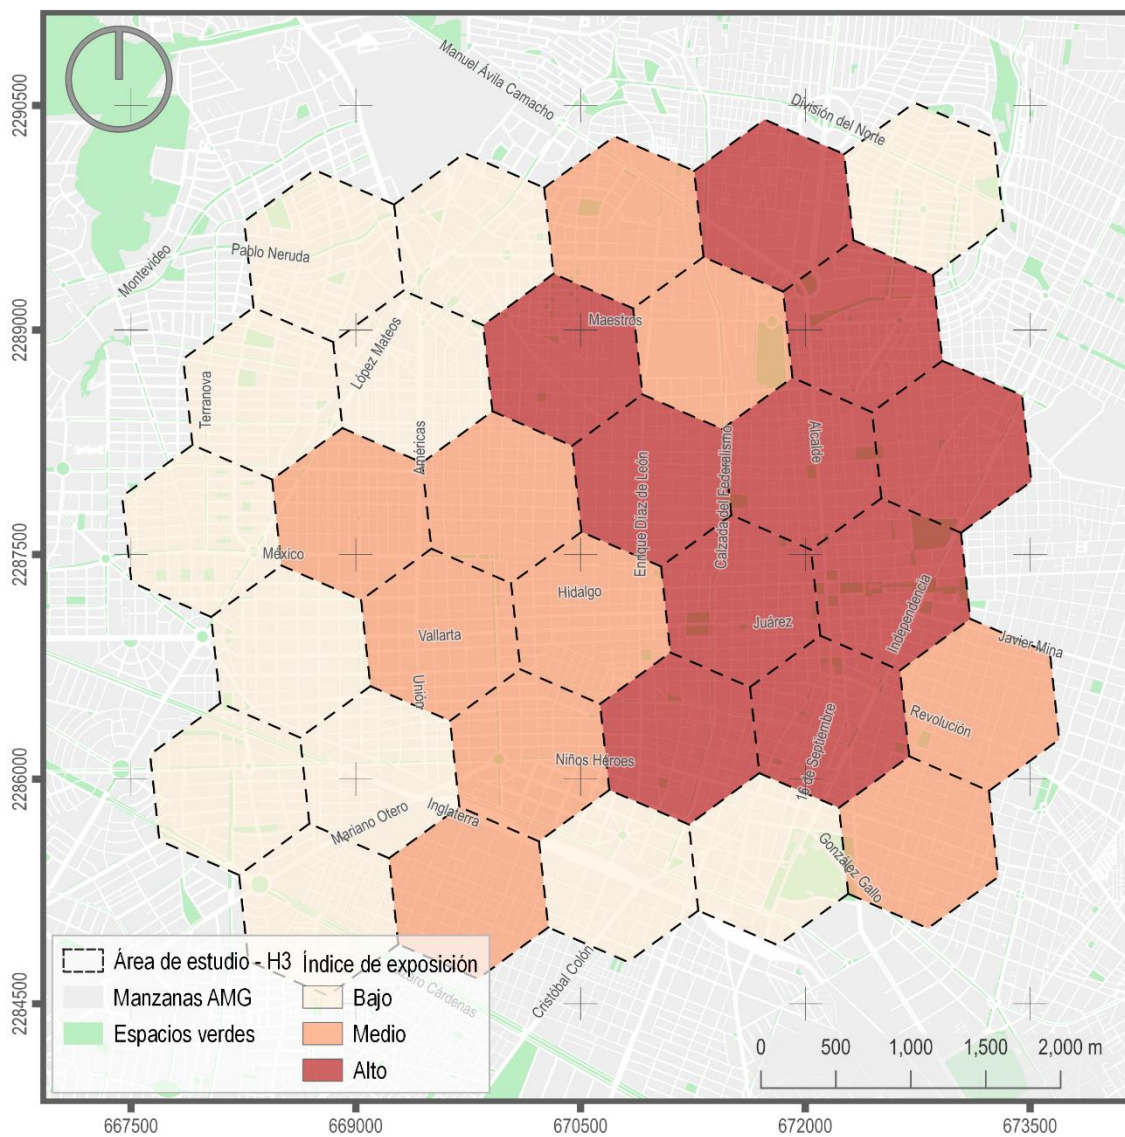 Manuel Ávila Camacho
División del Norte
2290500
Pablo Neruda
Montevideo
Maestros
2289000
López Mateos
Terranova
Américas
Alcalde
Enrique Díaz de León
Calzada del Federalismo
2287500
México
Hidalgo
Independencia
Juárez
Vallarta
Javier Mina
Unión
Revolución
16 de Septiembre
Niños Héroes
2286000
Mariano Otero
Inglaterra
González Gallo
Cárdenas
Cristóbal Colón
2284500
Área de estudio - H3
Manzanas AMG
Espacios verdes
Índice de exposición
Bajo
Medio
Alto
0 500 1,000 1,500 2,000 m
667500 669000 670500 672000 673500